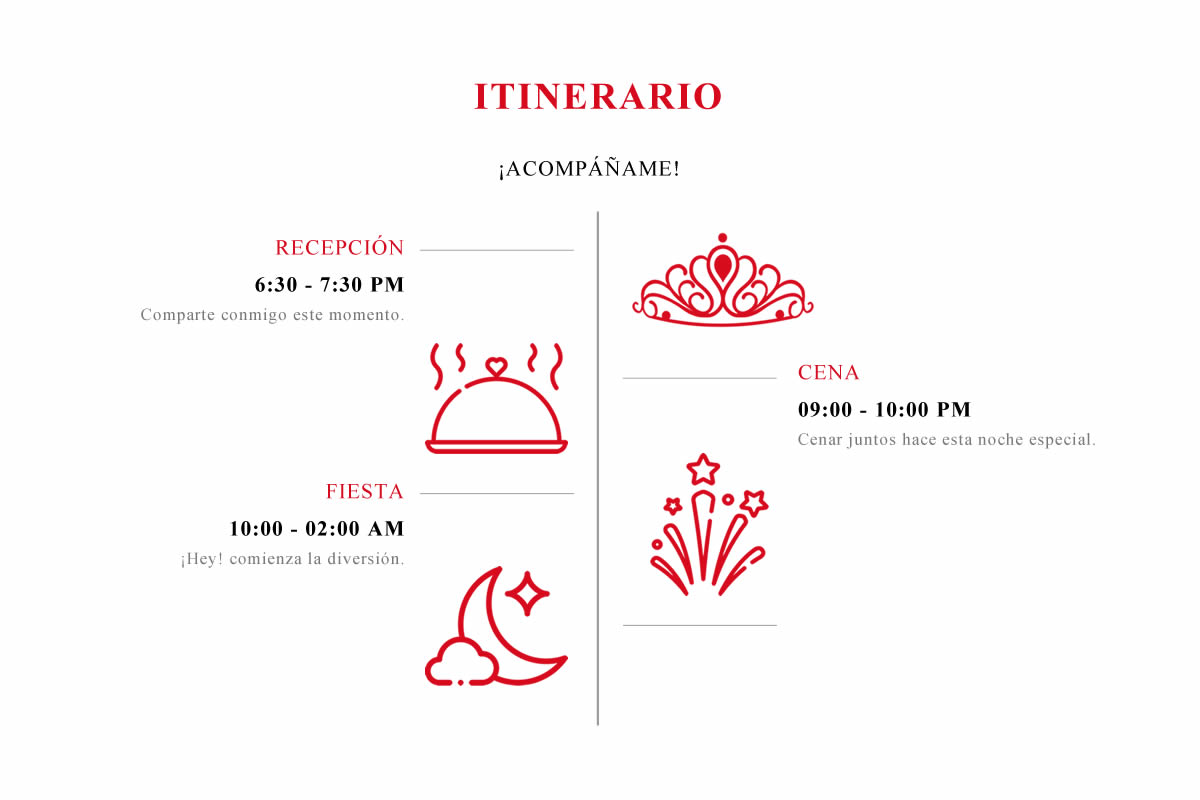 ITINERARIO
¡ACOMPÁÑAME!
RECEPCIÓN
6:30 - 7:30 PM
Comparte conmigo este momento.
CENA
09:00 - 10:00 PM
Cenar juntos hace esta noche especial.
FIESTA
10:00 - 02:00 AM
¡Hey! comienza la diversión.